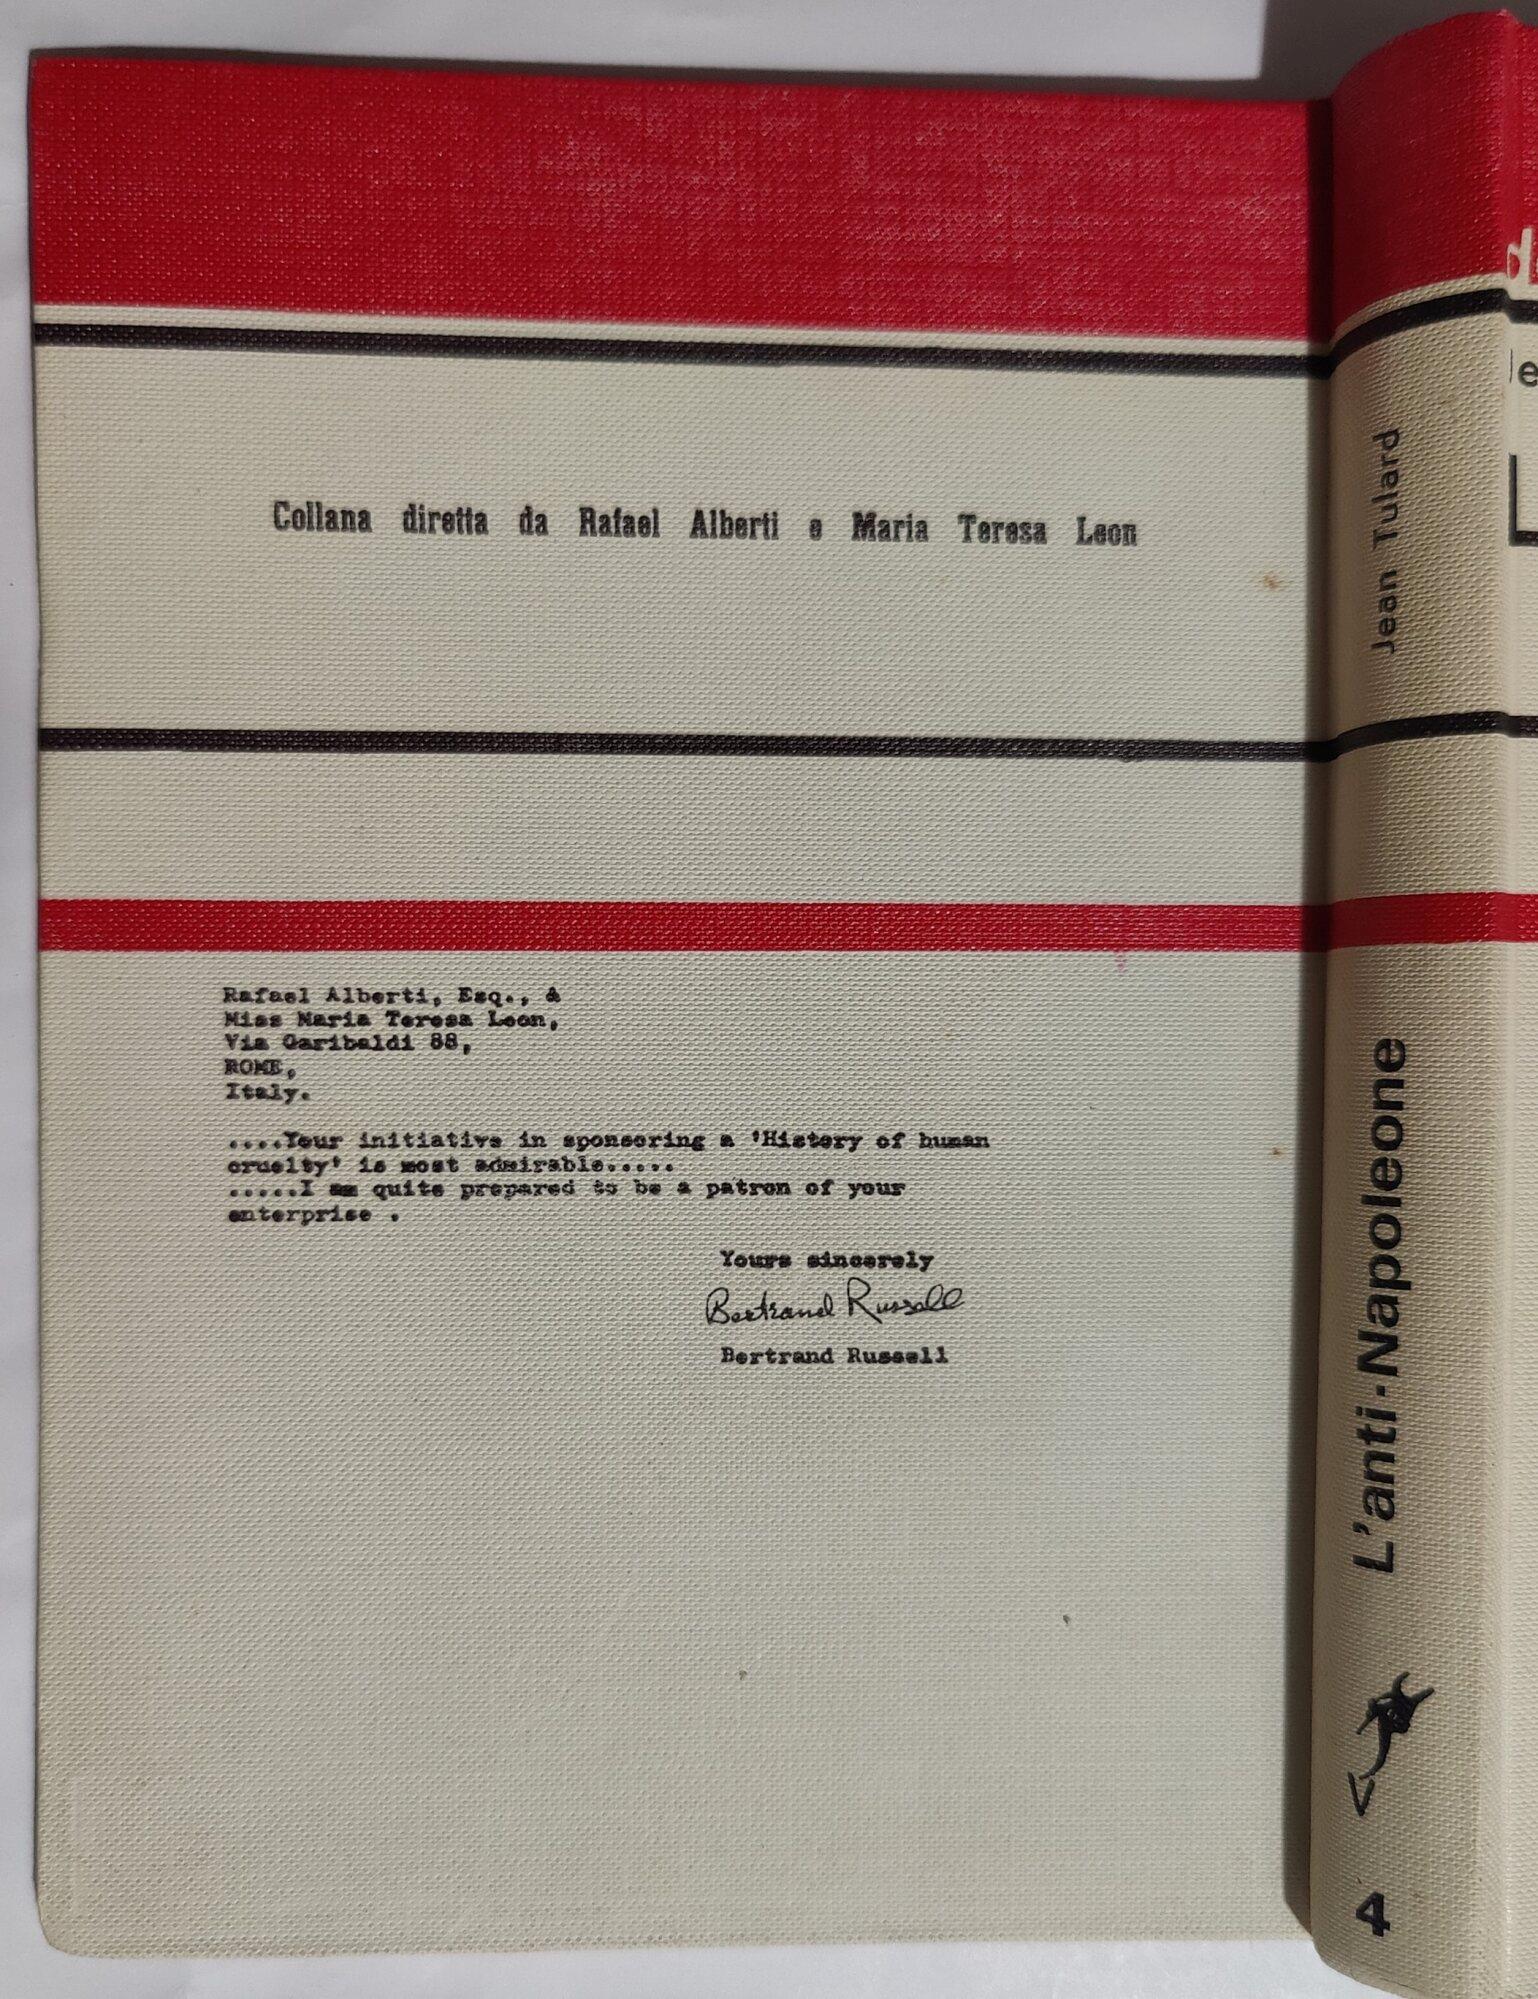 Collana diretta da Rafael Alberti e Maria Teresa Leon
Rafael Alberti, Esq., &
Miss Maria Teresa Leon,
Via Garibaldi 88,
ROME,
Italy.
....Your initiative in sponsoring a 'History of human
cruelty' is most admirable.....
.....I am quite prepared to be a patron of your
enterprise .
Yours sincerely
Bertrand Russell
Bertrand Russell
Jean Tulard
L'anti-Napoleone
4